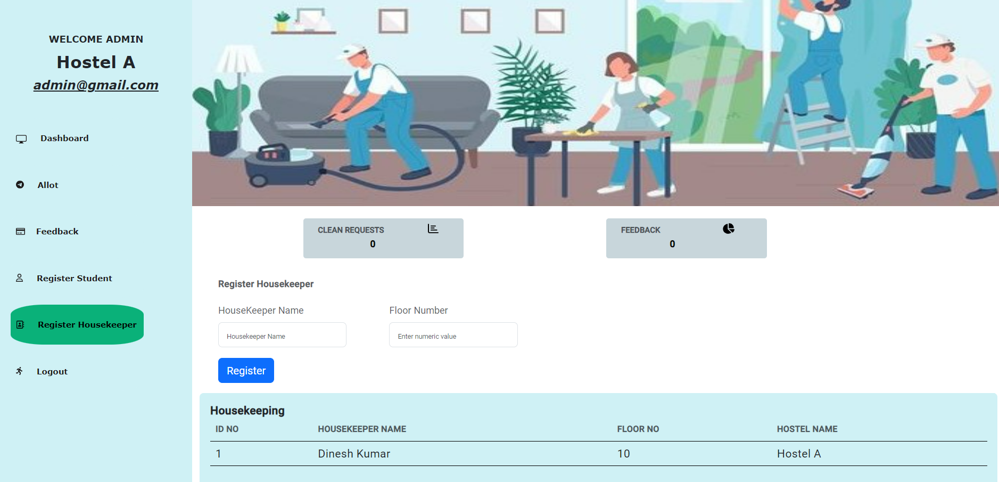 WELCOME ADMIN
Hostel A
admin@gmail.com
Dashboard
Allot
Feedback
Register Student
Register Housekeeper
Logout
CLEAN REQUESTS
0
FEEDBACK
0
Register Housekeeper
HouseKeeper Name
Floor Number
Housekeeper Name
Enter numeric value
Register
Housekeeping
ID NO HOUSEKEEPER NAME FLOOR NO HOSTEL NAME
1 Dinesh Kumar 10 Hostel A